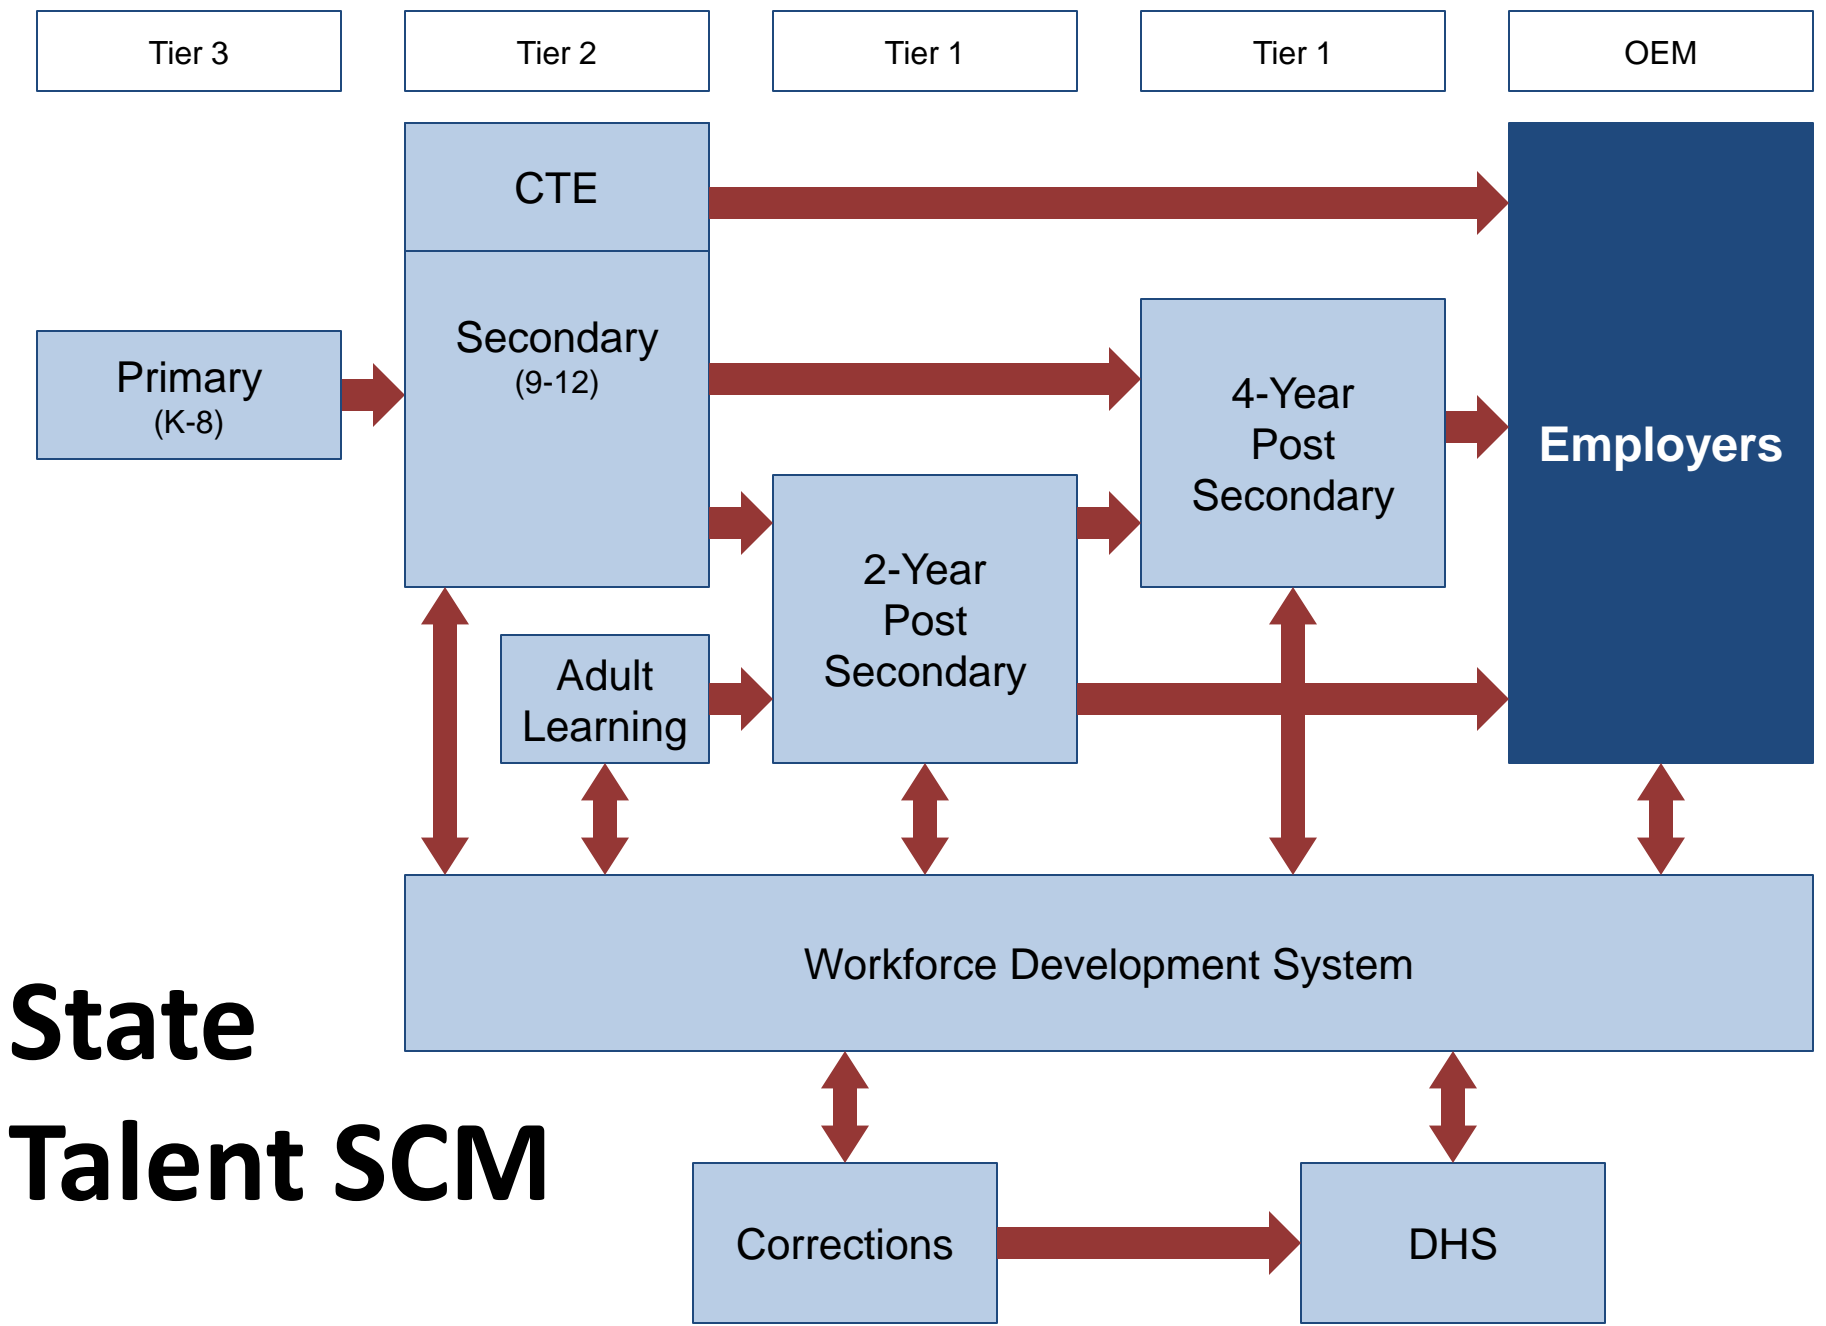 Tier 3
Tier 2
Tier 1
Tier 1
OEM
CTE
Secondary
(9-12)
Primary
(K-8)
4-Year
Post
Secondary
Employers
2-Year
Post
Secondary
Adult
Learning
Workforce Development System
State
Talent SCM
Corrections
DHS